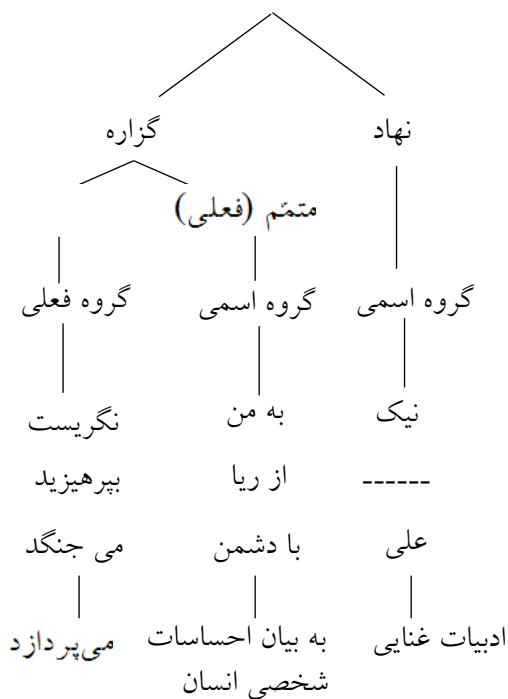 نهاد گزاره
متمّم (فعلی)
گروه اسمی گروه اسمی گروه فعلی
نیک به من نگریست
------ از ریا بپرهیزید
علی با دشمن می جنگد
ادبیات غنایی به بیان احساسات می‌پردازد
شخصی انسان